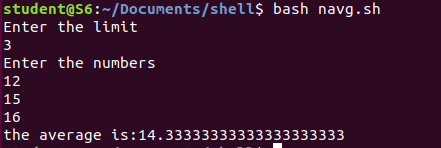 student@S6:~/Documents/shell$ bash navg.sh
Enter the limit
3
Enter the numbers
12
15
16
the average is:14.33333333333333333333